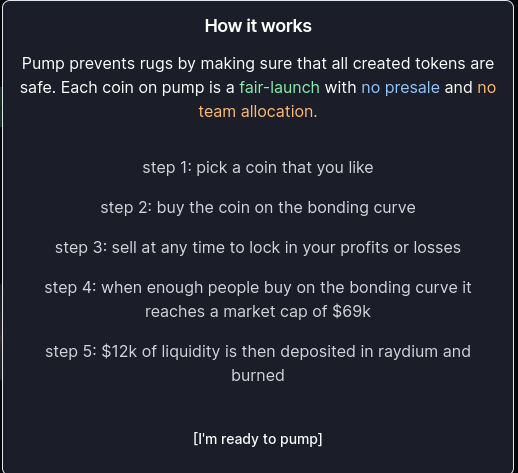 How it works
Pump prevents rugs by making sure that all created tokens are
safe. Each coin on pump is a fair-launch with no presale and no
team allocation.
step 1: pick a coin that you like
step 2: buy the coin on the bonding curve
step 3: sell at any time to lock in your profits or losses
step 4: when enough people buy on the bonding curve it
reaches a market cap of $69k
step 5: $12k of liquidity is then deposited in raydium and
burned
[I'm ready to pump]